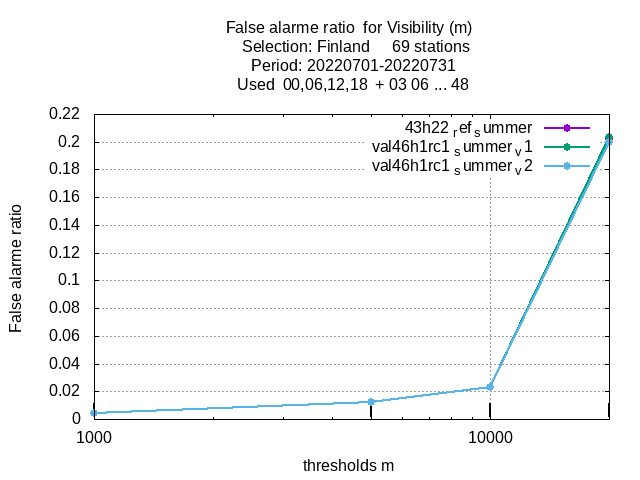 False alarme ratio  for Visibility (m)
Selection: Finland     69 stations
Period: 20220701-20220731
Used  00,06,12,18  + 03 06 ... 48
0.22
0.2
0.18
0.16
0.14
0.12
0.1
0.08
0.06
0.04
0.02
0
1000
10000
43h22 ref summer
val46h1rc1 summer v1
val46h1rc1 summer v2
False alarme ratio
thresholds m